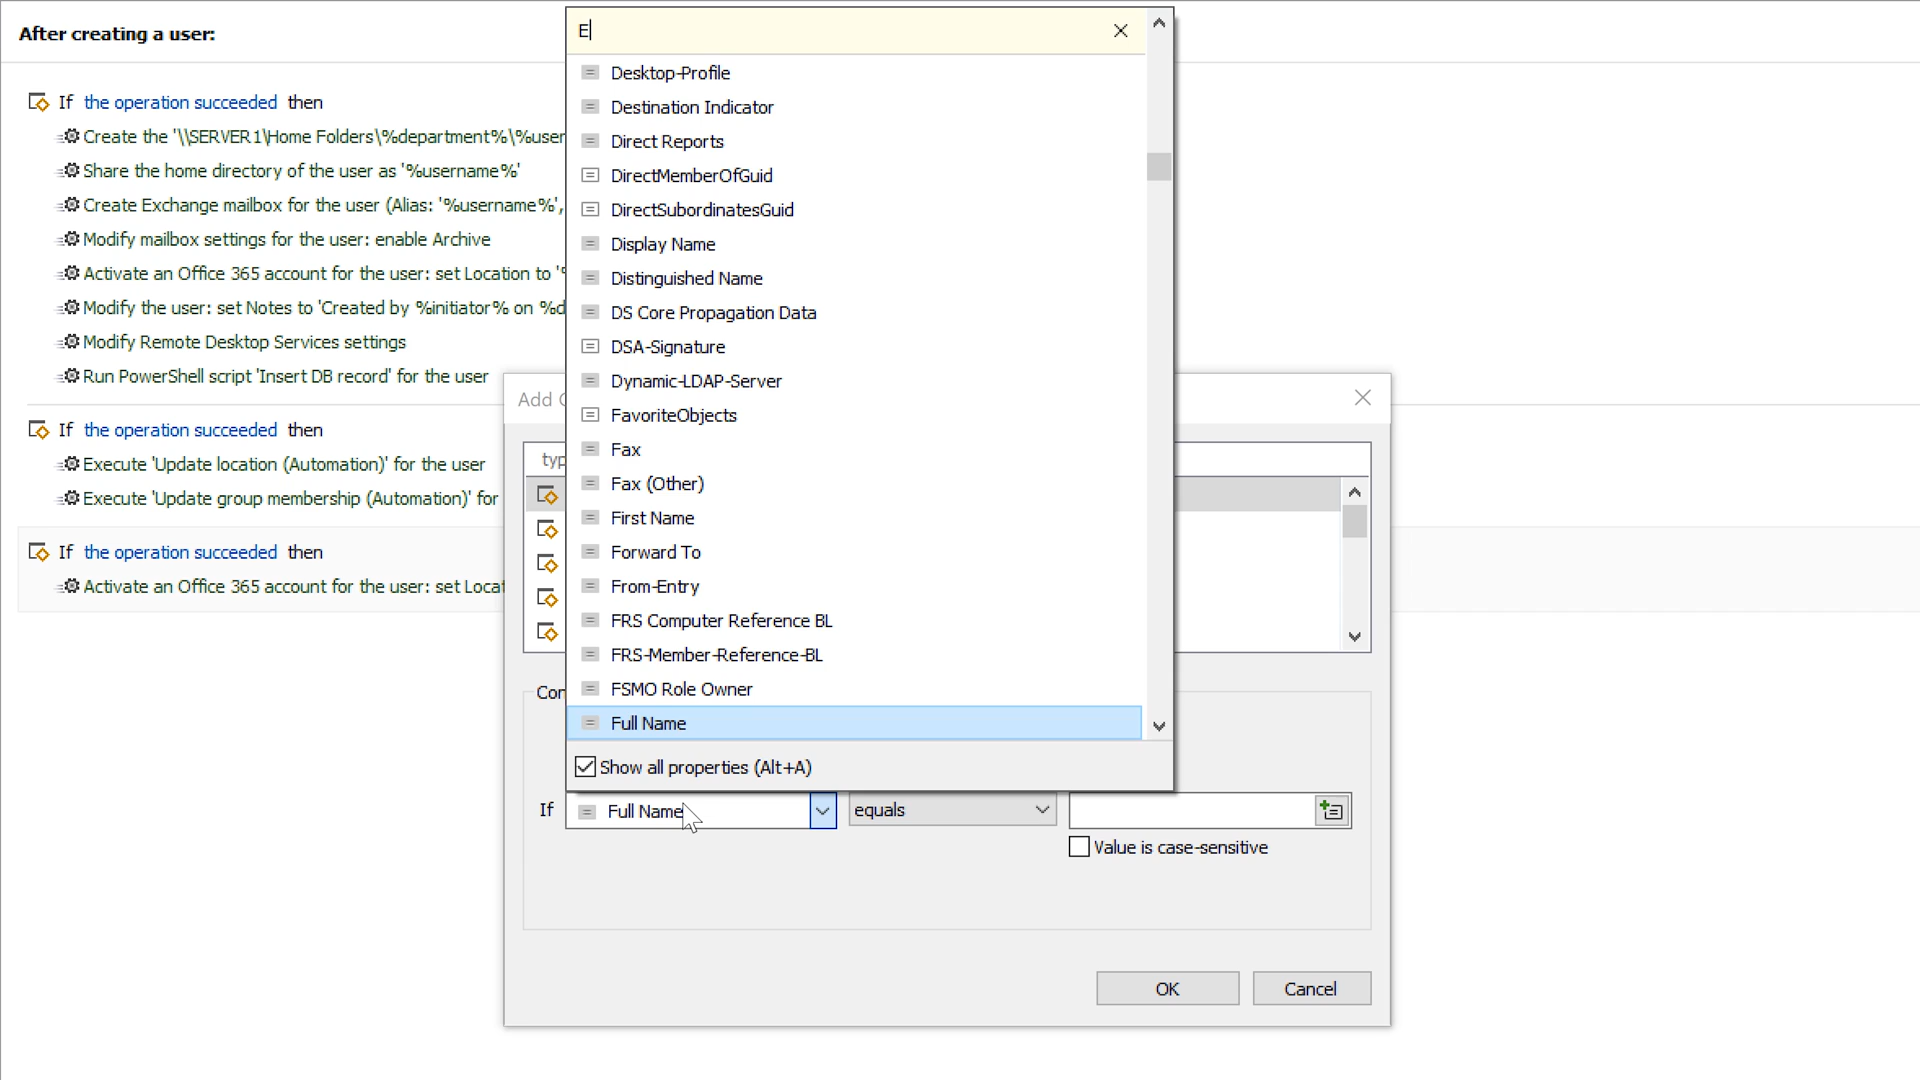 After creating a user:
If the operation succeeded then
Create the '\\SERVER1\Home Folders\%department%\%user
Share the home directory of the user as '%username%'
Create Exchange mailbox for the user (Alias: '%username%',
Modify mailbox settings for the user: enable Archive
Activate an Office 365 account for the user: set Location to '
Modify the user: set Notes to 'Created by %initiator% on %d
Modify Remote Desktop Services settings
Run PowerShell script 'Insert DB record' for the user
If the operation succeeded then
Execute 'Update location (Automation)' for the user
Execute 'Update group membership (Automation)' for
If the operation succeeded then
Activate an Office 365 account for the user: set Locat
E
Desktop-Profile
Destination Indicator
Direct Reports
DirectMemberOfGuid
DirectSubordinatesGuid
Display Name
Distinguished Name
DS Core Propagation Data
DSA-Signature
Dynamic-LDAP-Server
FavoriteObjects
Fax
Fax (Other)
First Name
Forward To
From-Entry
FRS Computer Reference BL
FRS-Member-Reference-BL
FSMO Role Owner
Full Name
Show all properties (Alt+A)
Add
typ
Con
If Full Name equals
Value is case-sensitive
OK Cancel